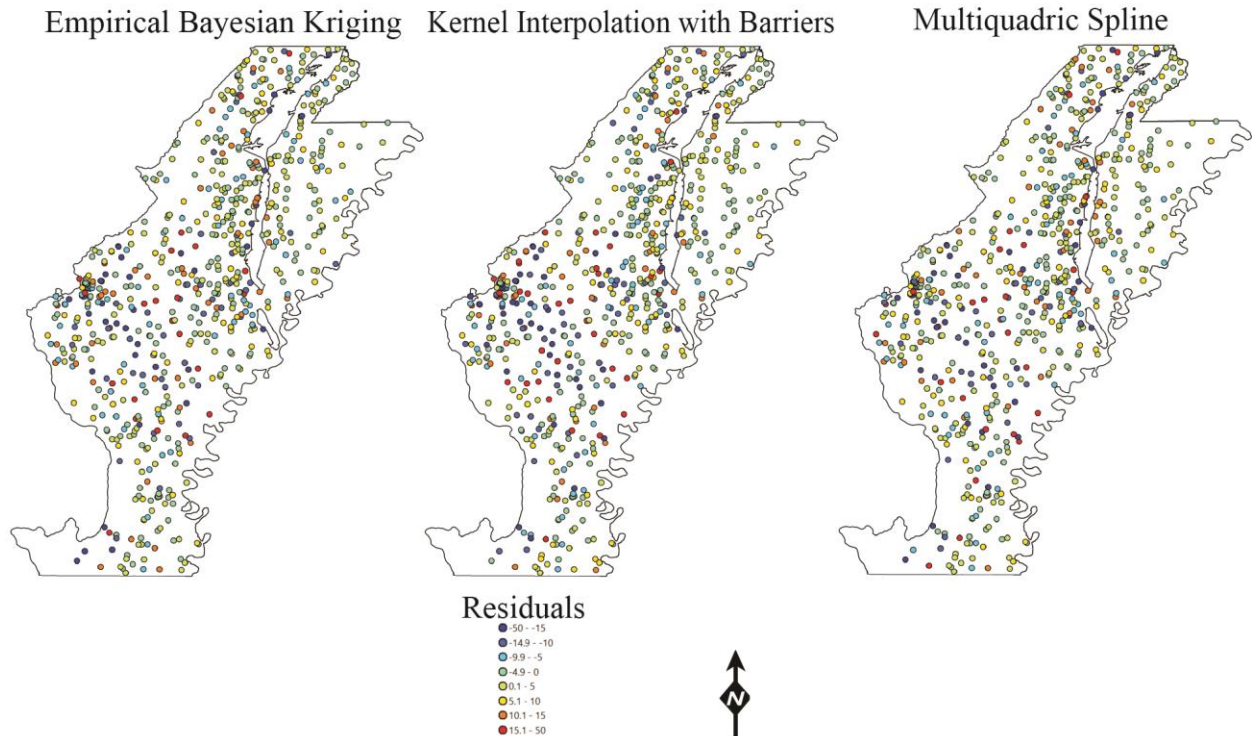 Empirical Bayesian Kriging Kernel Interpolation with Barriers Multiquadric Spline
Residuals
-50 - -15
-14.9 - -10
-9.9 - -5
-4.9 - 0
0.1 - 5
5.1 - 10
10.1 - 15
15.1 - 50
N